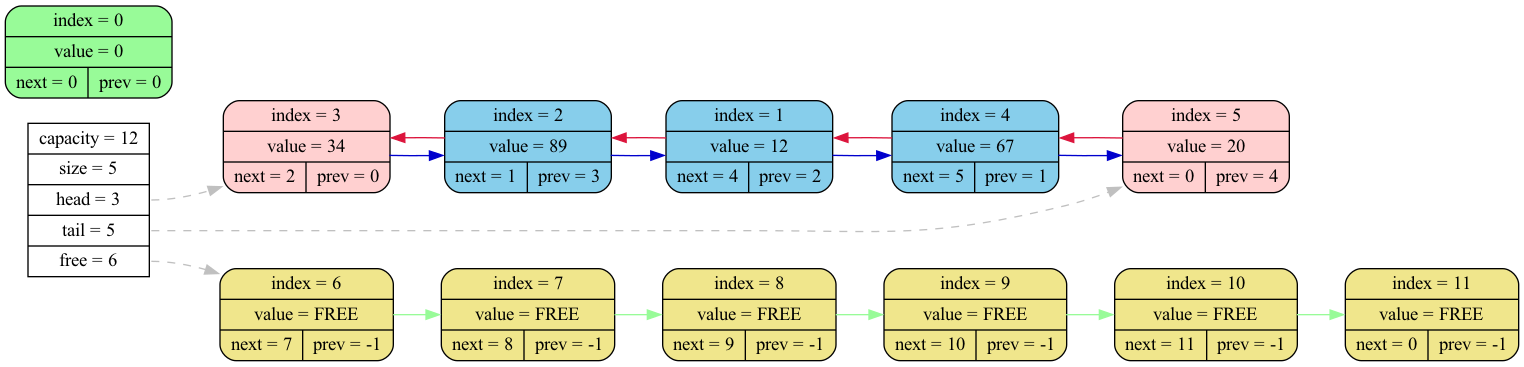 index = 0
value = 0
next = 0 prev = 0
capacity = 12
size = 5
head = 3
tail = 5
free = 6
index = 3
value = 34
next = 2 prev = 0
index = 2
value = 89
next = 1 prev = 3
index = 1
value = 12
next = 4 prev = 2
index = 4
value = 67
next = 5 prev = 1
index = 5
value = 20
next = 0 prev = 4
index = 6
value = FREE
next = 7 prev = -1
index = 7
value = FREE
next = 8 prev = -1
index = 8
value = FREE
next = 9 prev = -1
index = 9
value = FREE
next = 10 prev = -1
index = 10
value = FREE
next = 11 prev = -1
index = 11
value = FREE
next = 0 prev = -1